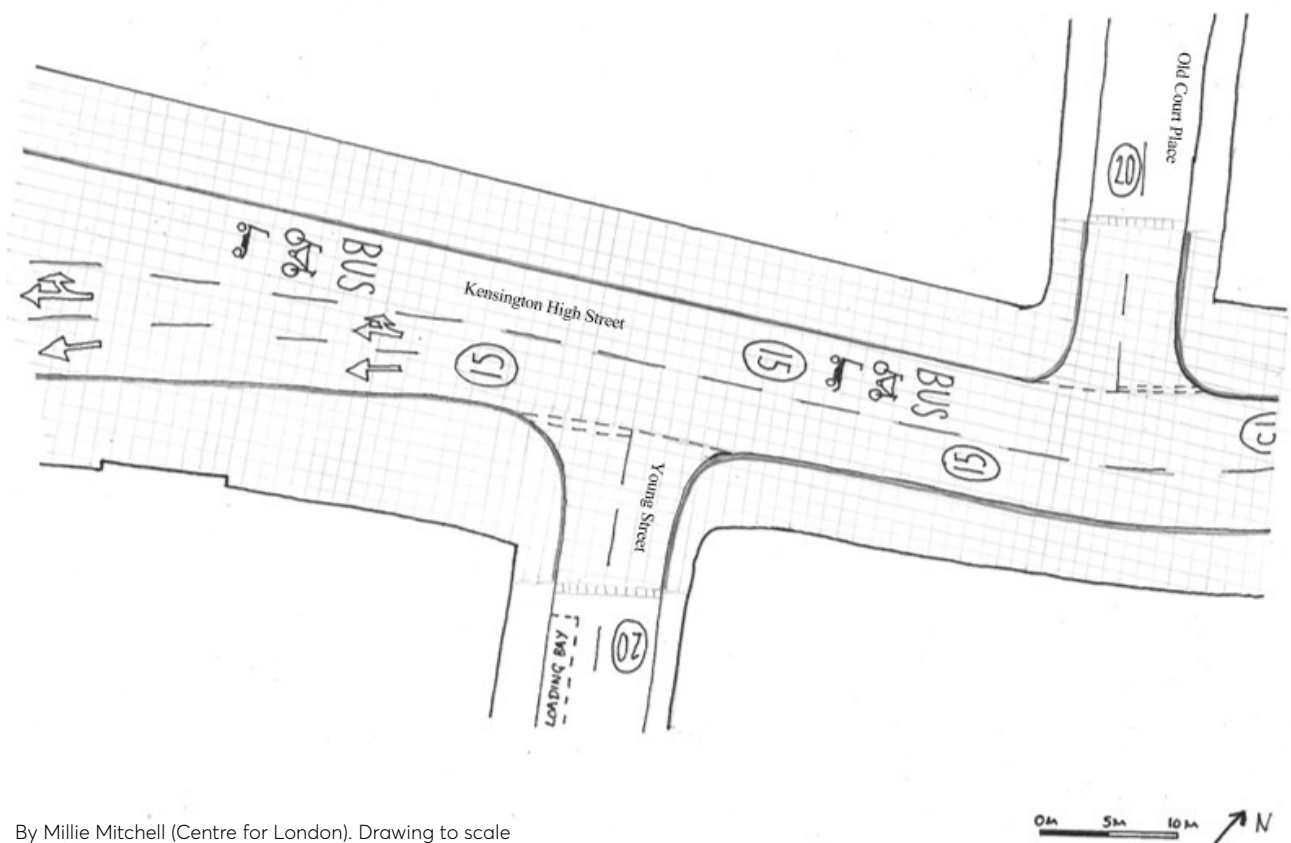 Old Court Place
20
BUS
Kensington High Street
15
15
BUS
15
15
Young Street
20
LOADING BAY
0M 5M 10M N
By Millie Mitchell (Centre for London). Drawing to scale